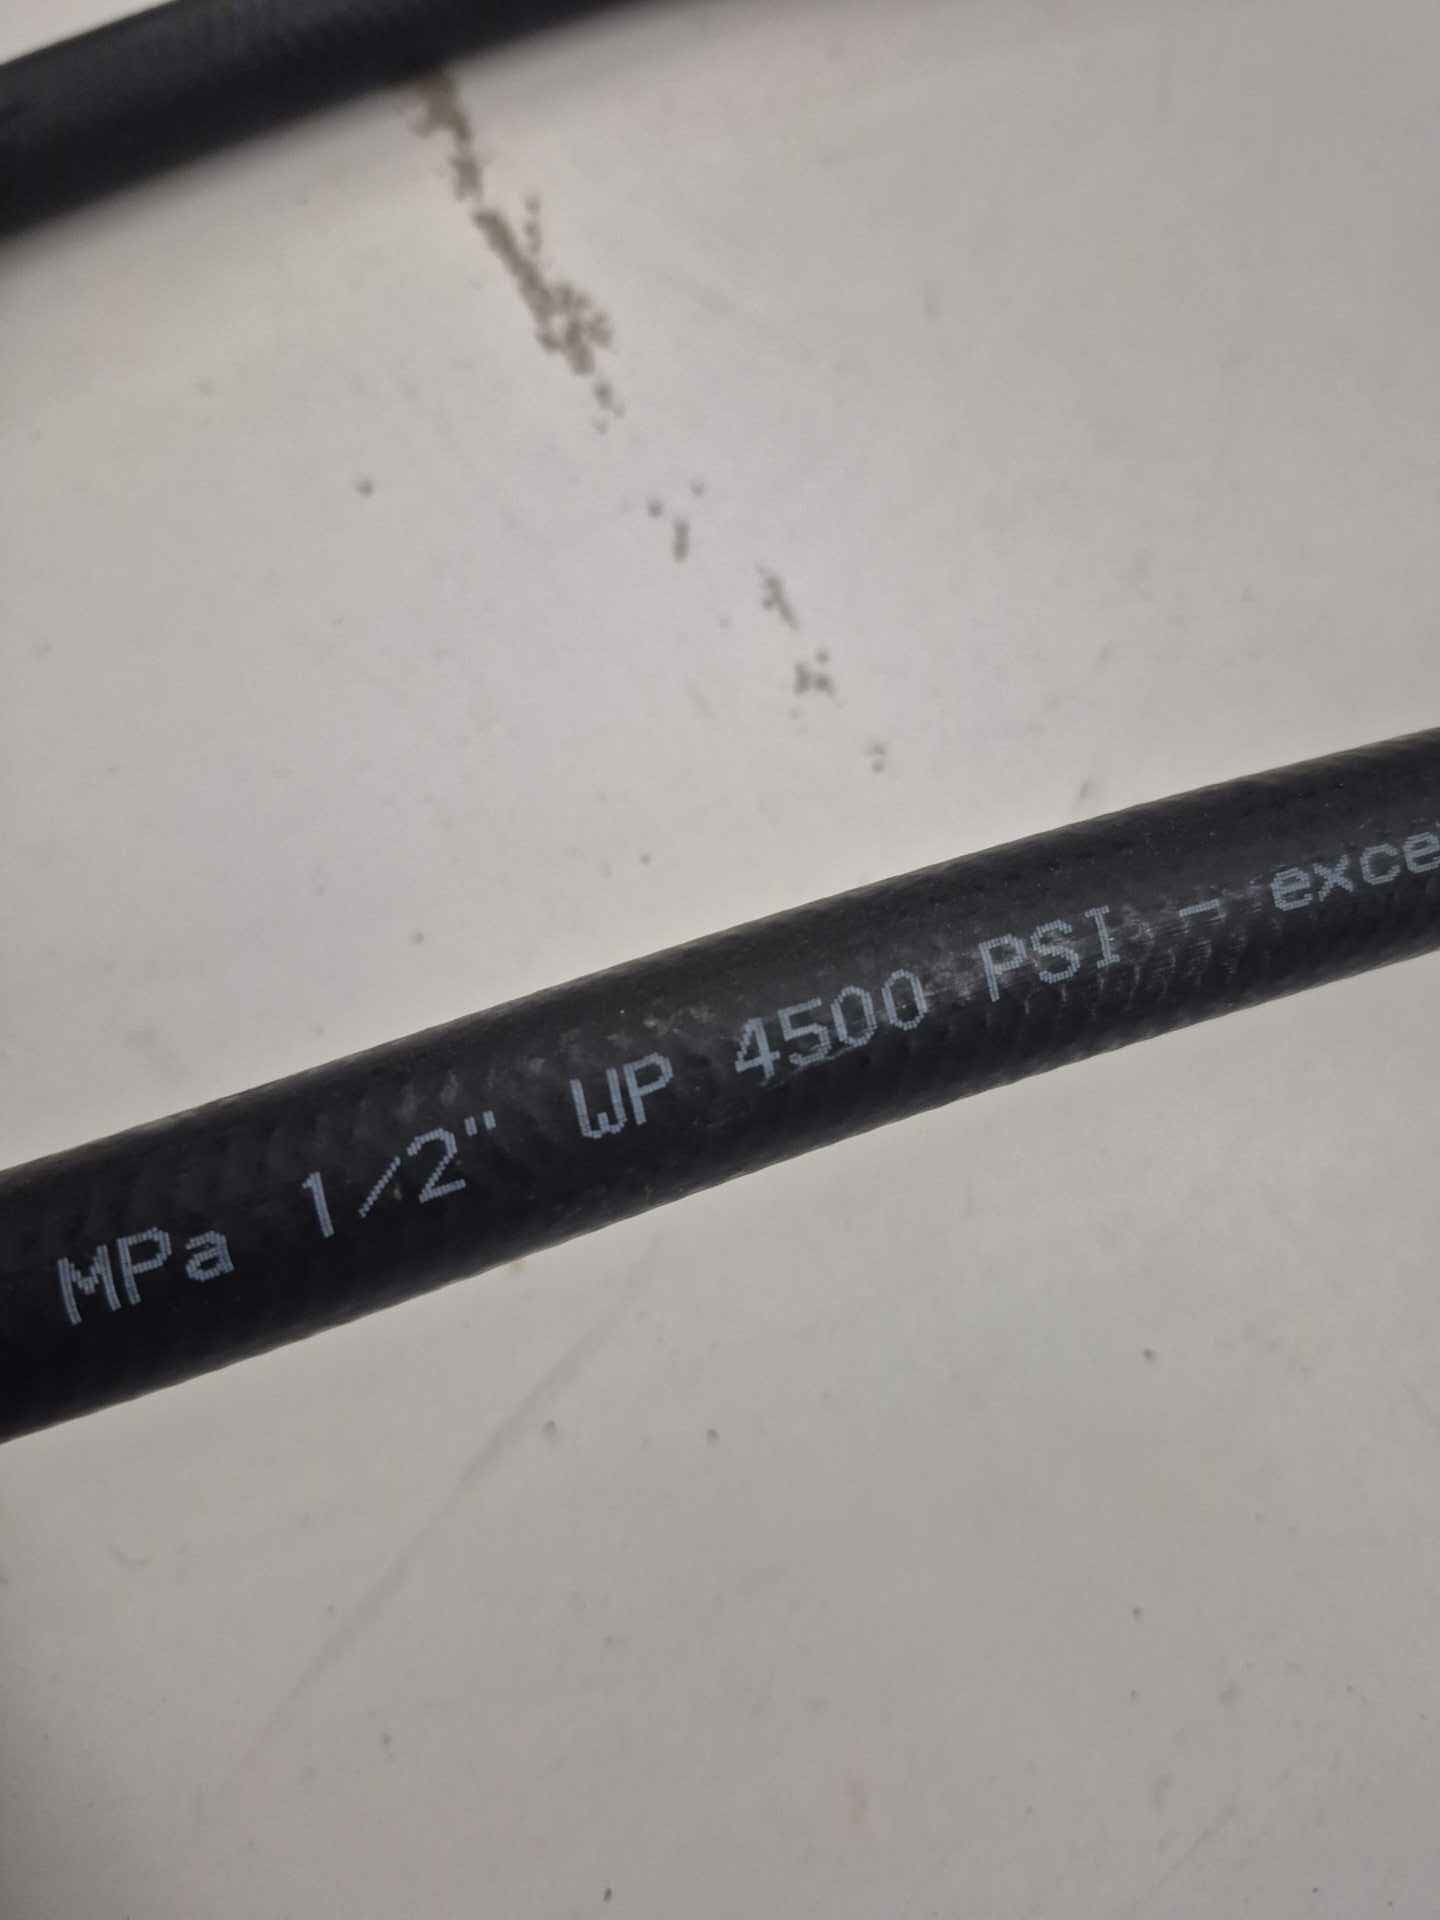 MPa 1/2" WP 4500 PSI - exce